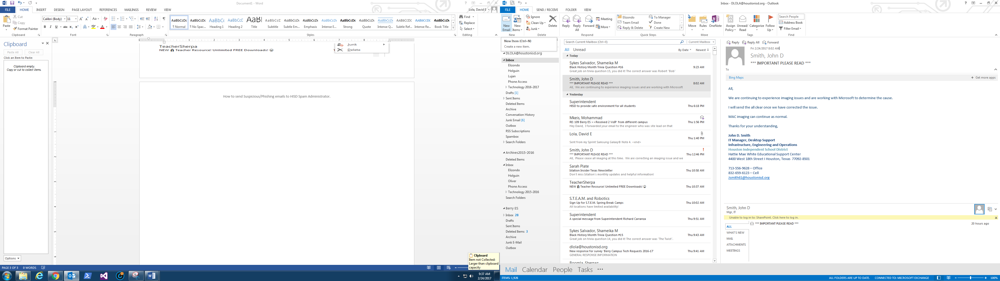 Document1 - Word
FILE HOME INSERT DESIGN PAGE LAYOUT REFERENCES MAILINGS REVIEW VIEW
Lola, David E
Paste
Cut
Copy
Format Painter
Clipboard
Calibri (Body) 11
Font
Paragraph
AaBbCcDc AaBbCcDc AaBbCc AaBbCcD AaBl AaBbCcC AaBbCcDc AaBbCcDc AaBbCcDc AaBbCcDc AaBbCcDc AaBbCcDc AABBCCDC AABBCCDC AaBbCcDc
¶ Normal ¶ No Spac... Heading 1 Heading 2 Title Subtitle Subtle Em... Emphasis Intense E... Strong Quote Intense Q... Subtle Ref... Intense Re... Book Title
Styles
Find
Replace
Select
Editing
Clipboard
Paste All Clear All
Click an Item to Paste:
Clipboard empty.
Copy or cut to collect items.
Options
TeacherSherpa
NEW Teacher Resource! Unlimited FREE Downloads!
Junk
Delete
How to send Suspicious/Phishing emails to HISD Spam Administrator.
Clipboard
Item not Collected:
Larger than clipboard
capacity
PAGE 3 OF 3 0 WORDS
9:37 AM
2/24/2017
Inbox - DLOLA@houstonisd.org - Outlook
FILE HOME SEND / RECEIVE FOLDER VIEW
New Email
New Items
New
Ignore
Clean Up
Junk
Delete
Delete
Reply
Reply All
Forward
Meeting
More
Respond
Elizondo
Team Email
Reply & Delete
To Manager
Done
Create New
Quick Steps
Move
Rules
OneNote
Move
Assign Policy
Unread/ Read
Categorize
Follow Up
Tags
Search People
Address Book
Filter Email
Find
New Item (Ctrl+N)
Create a new item.
DLOLA@houstonisd.org
Inbox
Elizondo
Holguin
Lujan
Phone Access
Technology 2016-2017
Drafts [1]
Sent Items
Deleted Items
Archive
Conversation History
Junk Email [6]
Outbox
RSS Subscriptions
Spambox
Search Folders
Archives2015-2016
Deleted Items
Inbox
Elizondo
Holguin
Oliver
Phone Access
Technology 2015-2016
Search Folders
Berry ES
Inbox 28
Drafts
Sent Items
Deleted Items 3
Archive
Junk E-Mail
Outbox
Search Current Mailbox (Ctrl+E)
Current Mailbox
All Unread
By Date Newest
Today
Sykes Salvador, Shameika M
Black History Month Trivia Question #16 9:23 AM
Great job on trivia question 15, you did it! The correct answer was Robert "Bob"
Smith, John D
*** IMPORTANT PLEASE READ *** 8:02 AM
All, We are continuing to experience imaging issues and are working with Microsoft
Yesterday
Superintendent
HISD to provide safe environment for all students Thu 6:18 PM
Mkeis, Mohammad
RE: 109 Berry ES >>Received 2 VoIP from different campus Thu 1:56 PM
Hey David, I forwarded your email to the engineer who was site lead on that
Lola, David E
Thu 1:40 PM
Sent from my Sprint Samsung Galaxy® Note 4. <end>
Smith, John D
*** IMPORTANT PLEASE READ *** Thu 12:46 PM
All, Please cease all imaging at this time. We are correcting an imaging issue and we
Sarah Plate
Istation Insider Texas Newsletter Thu 10:58 AM
Don't miss Istation's monthly updates and helpful information!
TeacherSherpa
NEW Teacher Resource! Unlimited FREE Downloads! Thu 10:37 AM
S.T.E.A.M. and Robotics
Sign Up for S.T.E.M. Spring Break Camps Thu 10:02 AM
All locations have limited availability!
Superintendent
A special message from Superintendent Richard Carranza Thu 9:51 AM
Sykes Salvador, Shameika M
Black History Month Trivia Question #15 Thu 9:43 AM
Great job on trivia question 14, you did it! The correct answer was "The Twist".
dlola@houstonisd.org
New response for survey 'Berry Campus Tech Requests 2016-17' Thu 9:41 AM
GENERAL RESPONSE INFORMATION
Boomla, Shernaz
Reply Reply All Forward
Fri 2/24/2017 8:02 AM
Smith, John D
*** IMPORTANT PLEASE READ ***
To
Bing Maps
+ Get more apps
All,
We are continuing to experience imaging issues and are working with Microsoft to determine the cause.
I will send the all clear once we have corrected the issue.
MAC imaging can continue as normal.
Thanks for your understanding,
John D. Smith
IT Manager, Desktop Support
Infrastructure, Engineering and Operations
Houston Independent School District
Hattie Mae White Educational Support Center
4400 West 18th Street I Houston, Texas 77092-8501
713-556-9628 – Office
832-659-6123 – Cell
Jsmith61@houstonisd.org
Smith, John D
Mgr, IT
Unable to log in to: SharePoint. Click here to log in.
ALL
WHAT'S NEW
MAIL
ATTACHMENTS
MEETINGS
*** IMPORTANT PLEASE READ *** 20 hours ago
Mail Calendar People Tasks ...
ITEMS: 1,926
ALL FOLDERS ARE UP TO DATE. CONNECTED TO: MICROSOFT EXCHANGE
100%